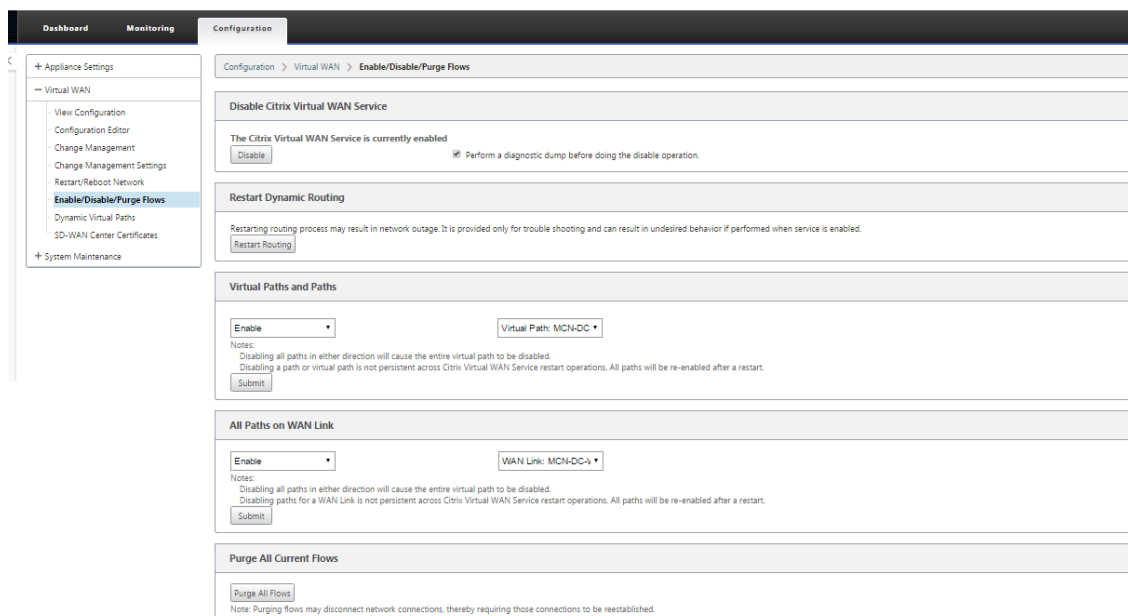 Dashboard Monitoring Configuration
+ Appliance Settings
− Virtual WAN
View Configuration
Configuration Editor
Change Management
Change Management Settings
Restart/Reboot Network
Enable/Disable/Purge Flows
Dynamic Virtual Paths
SD-WAN Center Certificates
+ System Maintenance
Configuration > Virtual WAN > Enable/Disable/Purge Flows
Disable Citrix Virtual WAN Service
The Citrix Virtual WAN Service is currently enabled
Disable Perform a diagnostic dump before doing the disable operation.
Restart Dynamic Routing
Restarting routing process may result in network outage. It is provided only for trouble shooting and can result in undesired behavior if performed when service is enabled.
Restart Routing
Virtual Paths and Paths
Enable Virtual Path: MCN-DC
Notes:
Disabling all paths in either direction will cause the entire virtual path to be disabled.
Disabling a path or virtual path is not persistent across Citrix Virtual WAN Service restart operations. All paths will be re-enabled after a restart.
Submit
All Paths on WAN Link
Enable WAN Link: MCN-DC-
Notes:
Disabling all paths in either direction will cause the entire virtual path to be disabled.
Disabling paths for a WAN Link is not persistent across Citrix Virtual WAN Service restart operations. All paths will be re-enabled after a restart.
Submit
Purge All Current Flows
Purge All Flows
Note: Purging flows may disconnect network connections, thereby requiring those connections to be reestablished.